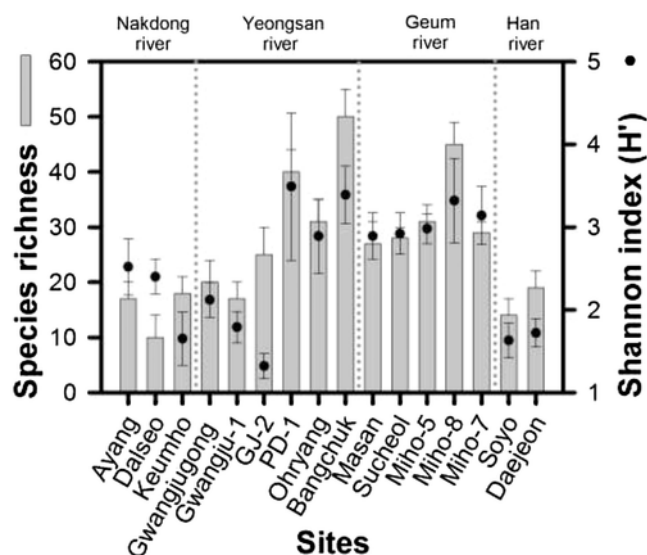 Nakdong river
Yeongsan river
Geum river
Han river
Species richness
60
50
40
30
20
10
0
5
4
3
2
1
Shannon index (H')
Ayang
Dalseo
Keumho
Gwangjugong
Gwangju-1
GJ-2
PD-1
Ohryang
Bangchuk
Masan
Sucheol
Miho-5
Miho-8
Miho-7
Soyo
Daejeon
Sites